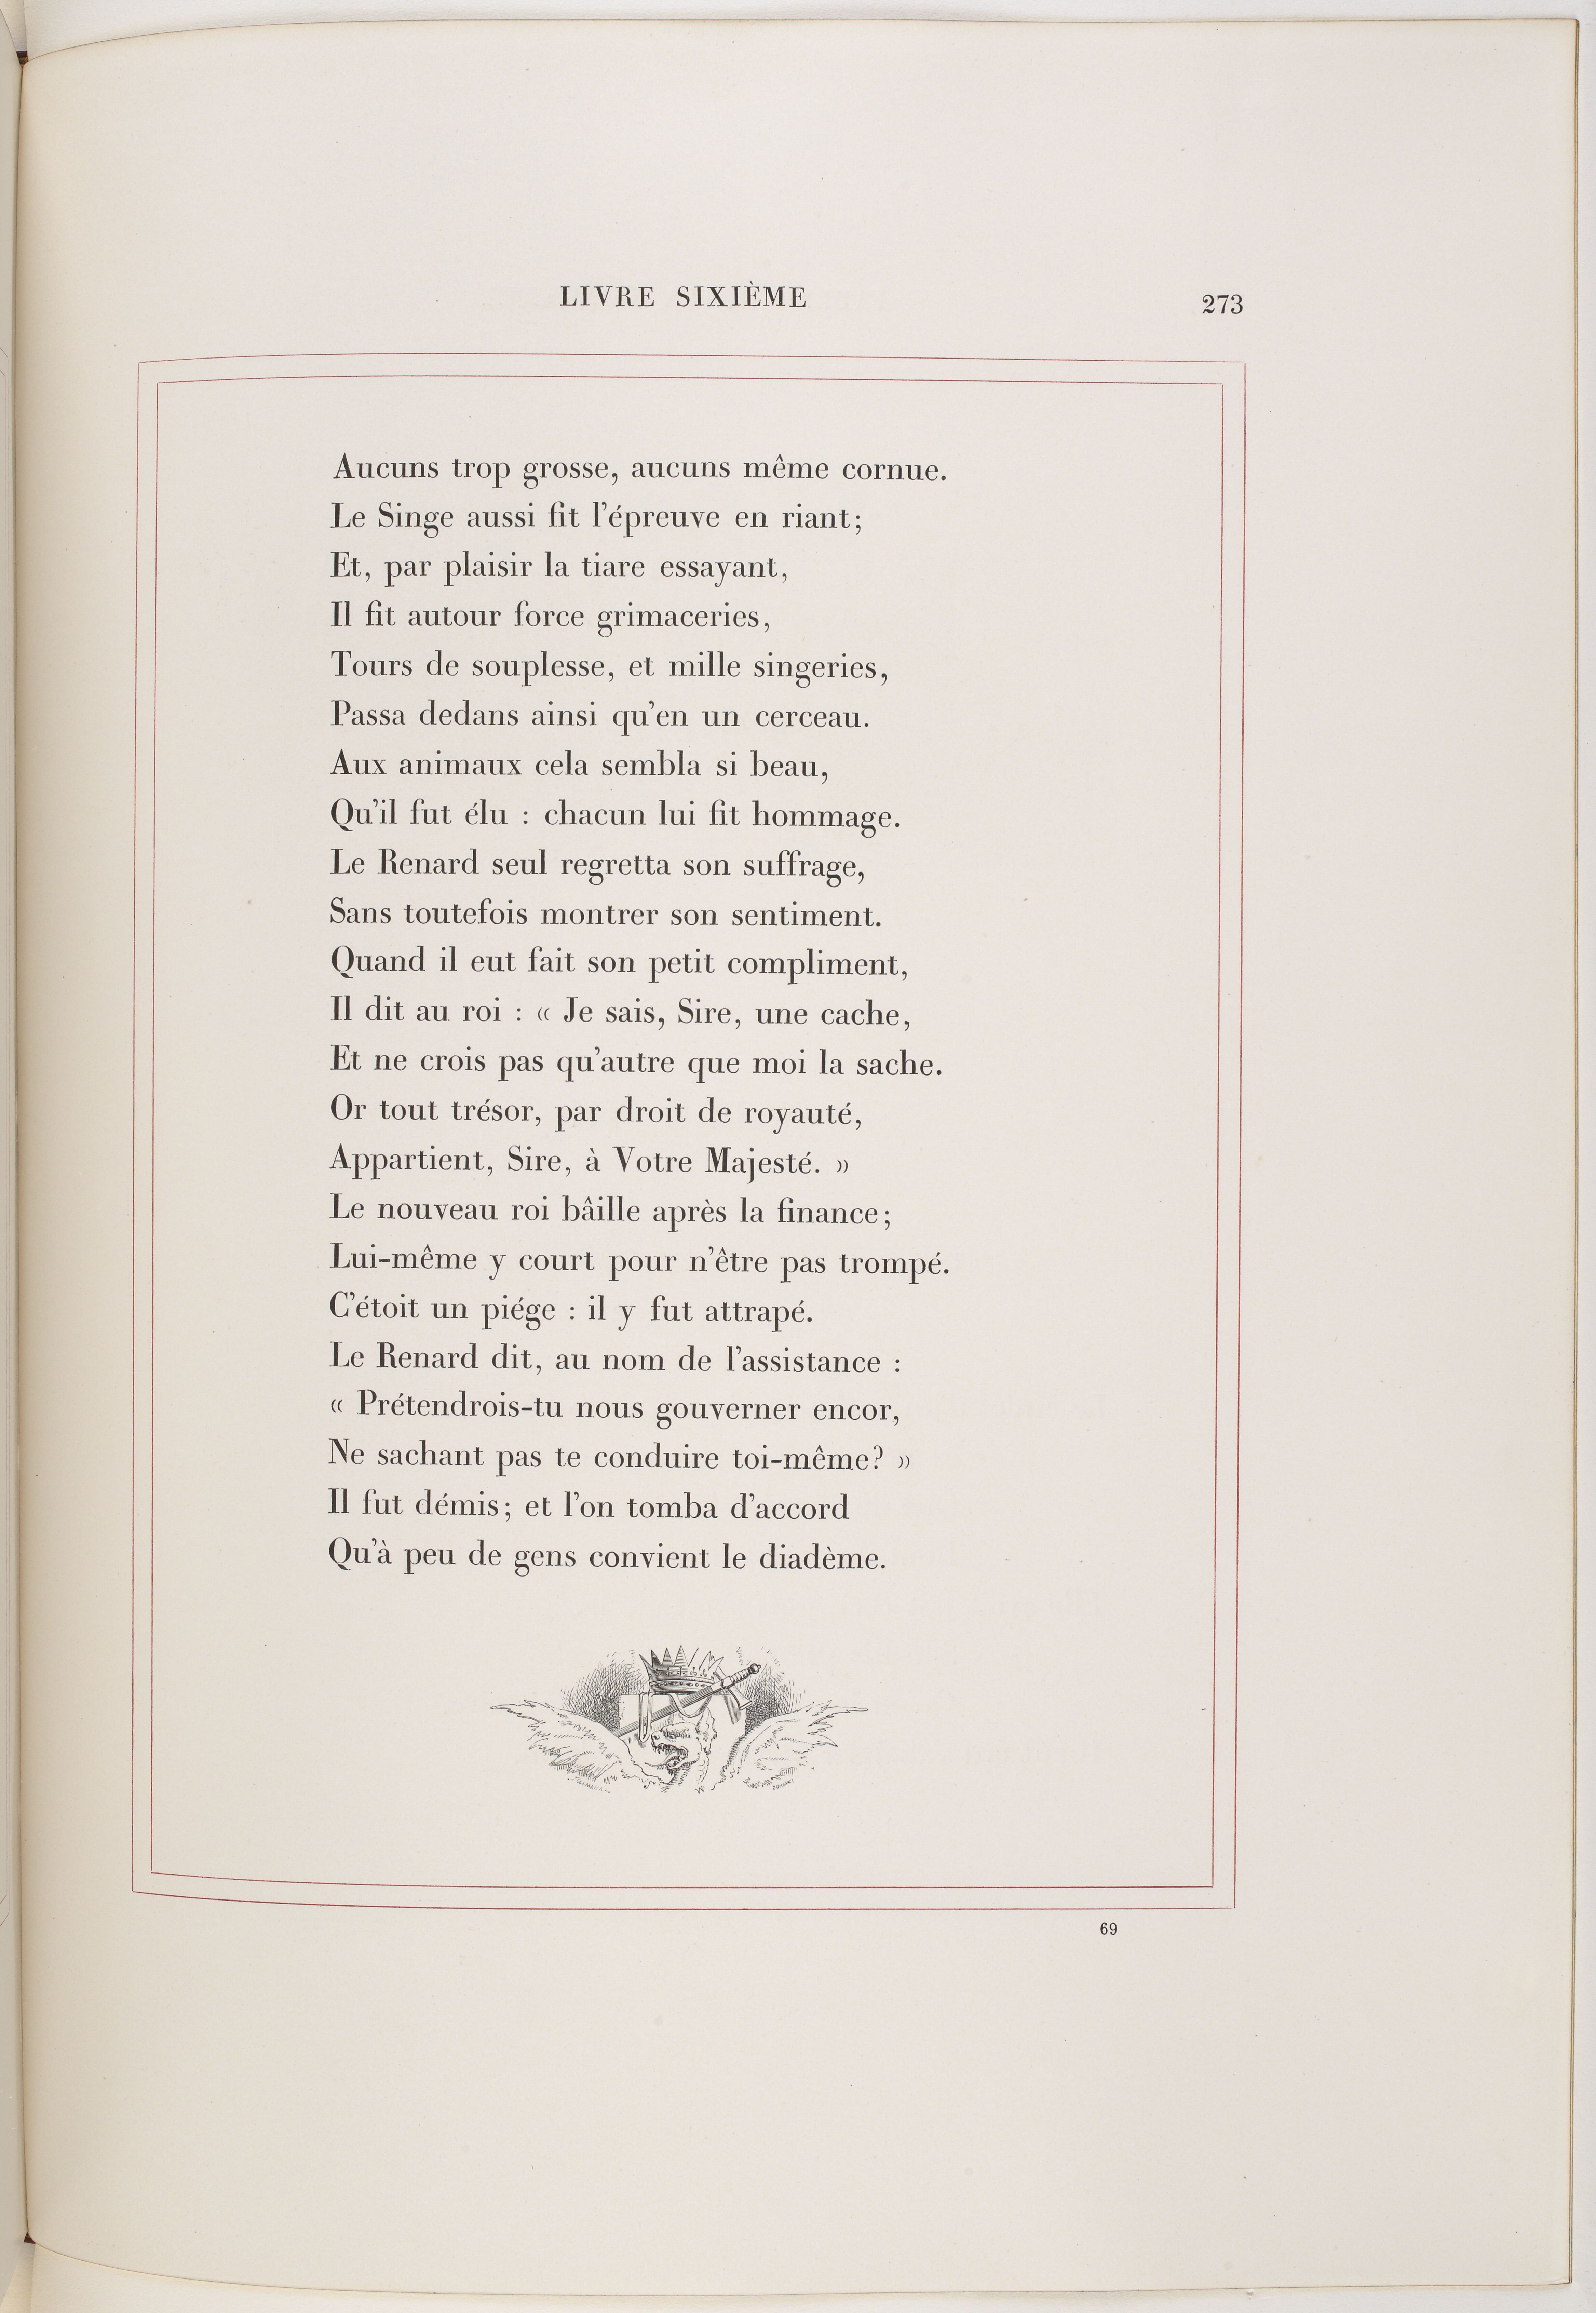 LIVRE SIXIÈME
273
Aucuns trop grosse, aucuns même cornue.
Le Singe aussi fit l'épreuve en riant;
Et, par plaisir la tiare essayant,
Il fit autour force grimaceries,
Tours de souplesse, et mille singeries,
Passa dedans ainsi qu'en un cerceau.
Aux animaux cela sembla si beau,
Qu'il fut élu : chacun lui fit hommage.
Le Renard seul regretta son suffrage,
Sans toutefois montrer son sentiment.
Quand il eut fait son petit compliment,
Il dit au roi : « Je sais, Sire, une cache,
Et ne crois pas qu'autre que moi la sache.
Or tout trésor, par droit de royauté,
Appartient, Sire, à Votre Majesté. »
Le nouveau roi bâille après la finance;
Lui-même y court pour n'être pas trompé.
C'étoit un piége : il y fut attrapé.
Le Renard dit, au nom de l'assistance :
« Prétendrois-tu nous gouverner encor,
Ne sachant pas te conduire toi-même? »
Il fut démis; et l'on tomba d'accord
Qu'à peu de gens convient le diadème.
69